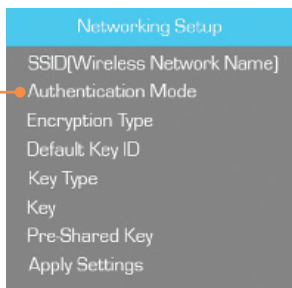 Networking Setup
SSID(Wireless Network Name)
Authentication Mode
Encryption Type
Default Key ID
Key Type
Key
Pre-Shared Key
Apply Settings